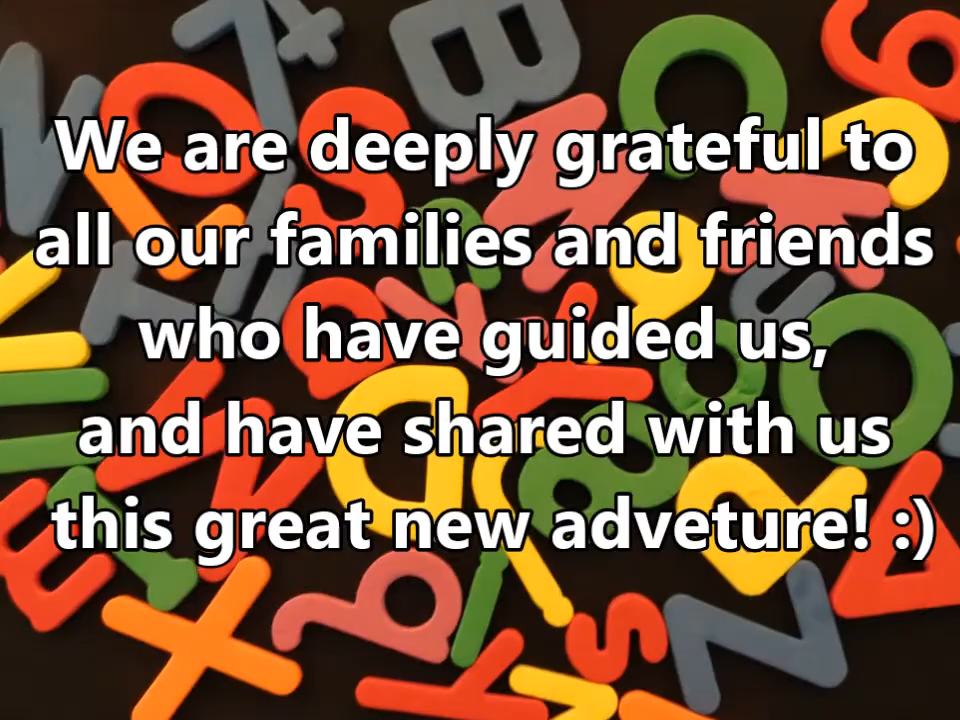 We are deeply grateful to
all our families and friends
who have guided us,
and have shared with us
this great new adveture! :)